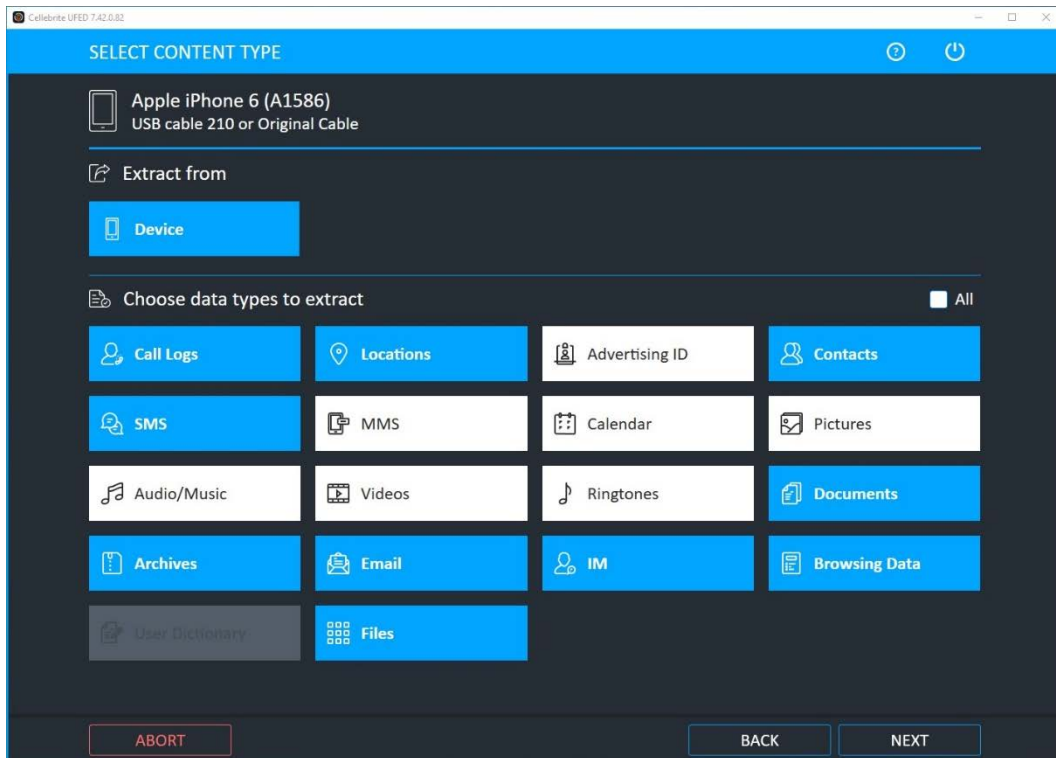 Cellebrite UFED 7.42.0.82
SELECT CONTENT TYPE
Apple iPhone 6 (A1586)
USB cable 210 or Original Cable
Extract from
Device
Choose data types to extract
All
Call Logs
Locations
Advertising ID
Contacts
SMS
MMS
Calendar
Pictures
Audio/Music
Videos
Ringtones
Documents
Archives
Email
IM
Browsing Data
User Dictionary
Files
ABORT
BACK
NEXT